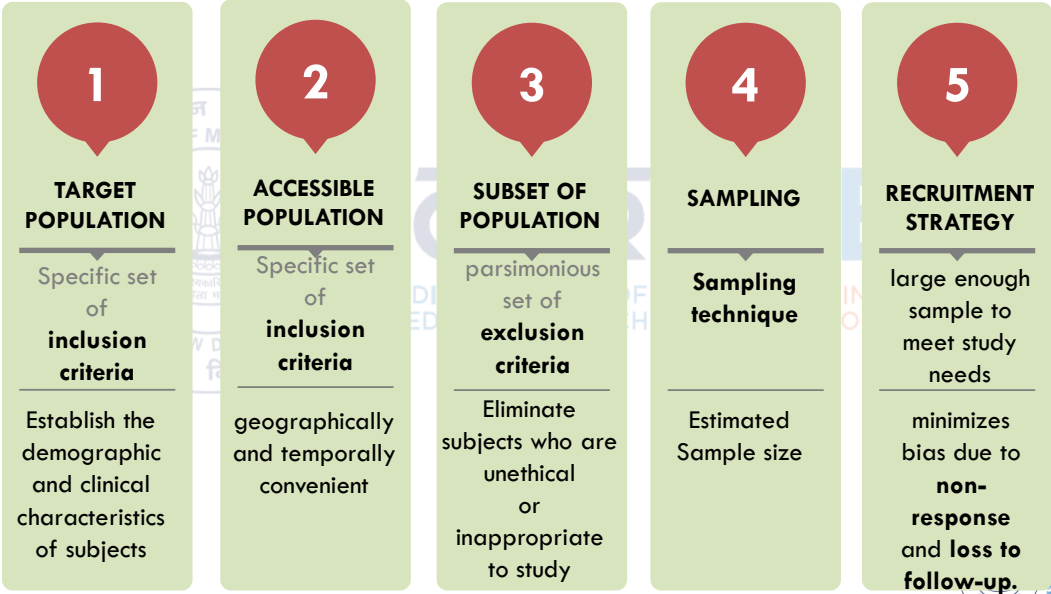 1
TARGET
POPULATION
Specific set
of
inclusion
criteria
Establish the
demographic
and clinical
characteristics
of subjects
2
ACCESSIBLE
POPULATION
Specific set
of
inclusion
criteria
geographically
and temporally
convenient
3
SUBSET OF
POPULATION
parsimonious
set of
exclusion
criteria
Eliminate
subjects who are
unethical
or
inappropriate
to study
4
SAMPLING
Sampling
technique
Estimated
Sample size
5
RECRUITMENT
STRATEGY
large enough
sample to
meet study
needs
minimizes
bias due to
non-
response
and loss to
follow-up.